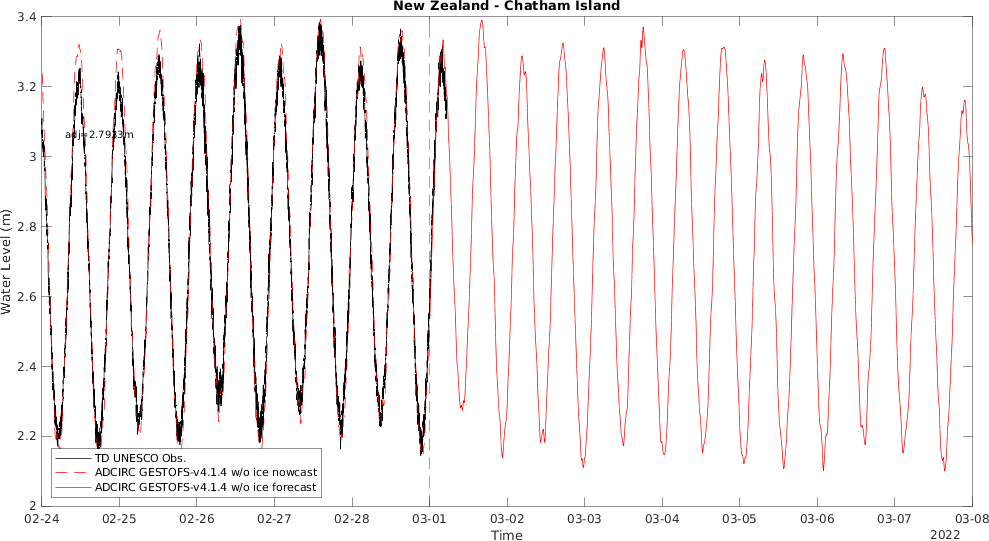 New Zealand - Chatham Island
3.4
3.2
3
2.8
2.6
2.4
2.2
2
Water Level (m)
adj=2.7933m
TD UNESCO Obs.
ADCIRC GESTOFS-v4.1.4 w/o ice nowcast
ADCIRC GESTOFS-v4.1.4 w/o ice forecast
02-24 02-25 02-26 02-27 02-28 03-01 03-02 03-03 03-04 03-05 03-06 03-07 03-08
Time
2022